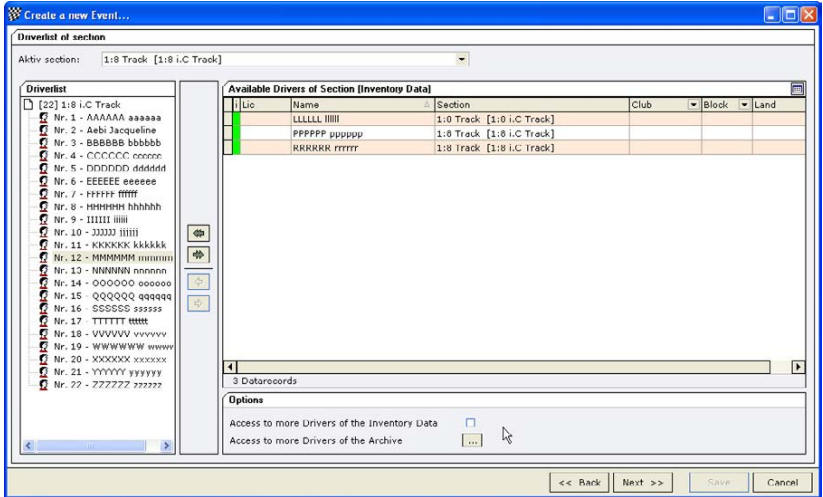 Create a new Event...
Driverlist of section
Aktiv section: 1:8 Track [1:8 i.C Track]
Driverlist
[22] 1:8 i.C Track
Nr. 1 - AAAAAA aaaaaa
Nr. 2 - Aebi Jacqueline
Nr. 3 - BBBBBB bbbbbb
Nr. 4 - CCCCCC cccccc
Nr. 5 - DDDDDD dddddd
Nr. 6 - EEEEEE eeeeee
Nr. 7 - FFFFFF ffffff
Nr. 8 - HHHHHH hhhhhh
Nr. 9 - IIIIII iiiiii
Nr. 10 - JJJJJJ jjjjjj
Nr. 11 - KKKKKK kkkkkk
Nr. 12 - MMMMMM mmmmm
Nr. 13 - NNNNNN nnnnnn
Nr. 14 - OOOOOO oooooo
Nr. 15 - QQQQQQ qqqqqq
Nr. 16 - SSSSSS ssssss
Nr. 17 - TTTTTT tttttt
Nr. 18 - VVVVVV vvvvvv
Nr. 19 - WWWWWW wwww
Nr. 20 - XXXXXX xxxxxx
Nr. 21 - YYYYYY yyyyyy
Nr. 22 - ZZZZZZ zzzzzz
Available Drivers of Section [Inventory Data]
i Lic Name Section Club Block Land
LLLLLL llllll 1:8 Track [1:8 i.C Track]
PPPPPP pppppp 1:8 Track [1:8 i.C Track]
RRRRRR rrrrrr 1:8 Track [1:8 i.C Track]
3 Datarecords
Options
Access to more Drivers of the Inventory Data
Access to more Drivers of the Archive ...
<< Back Next >> Save Cancel